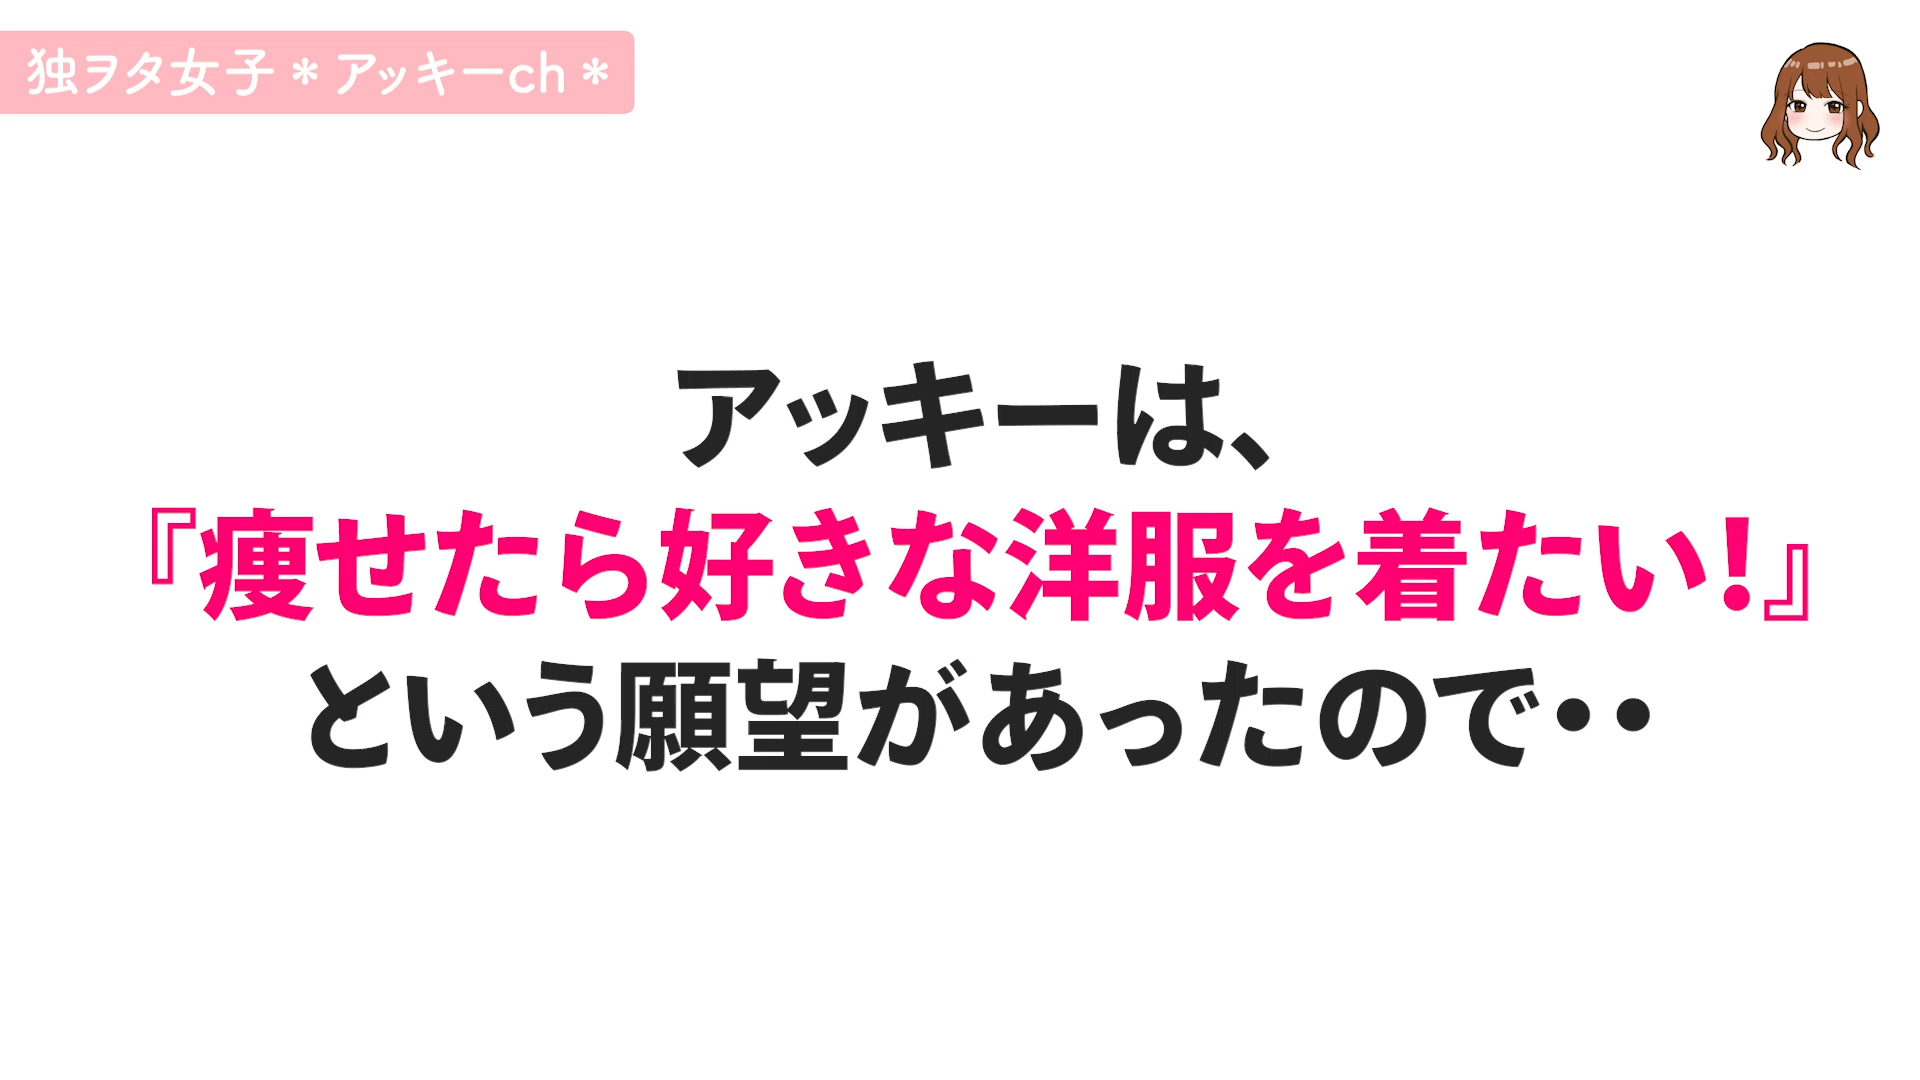 独ヲタ女子＊アッキーch＊
アッキーは、
『痩せたら好きな洋服を着たい！』
という願望があったので・・